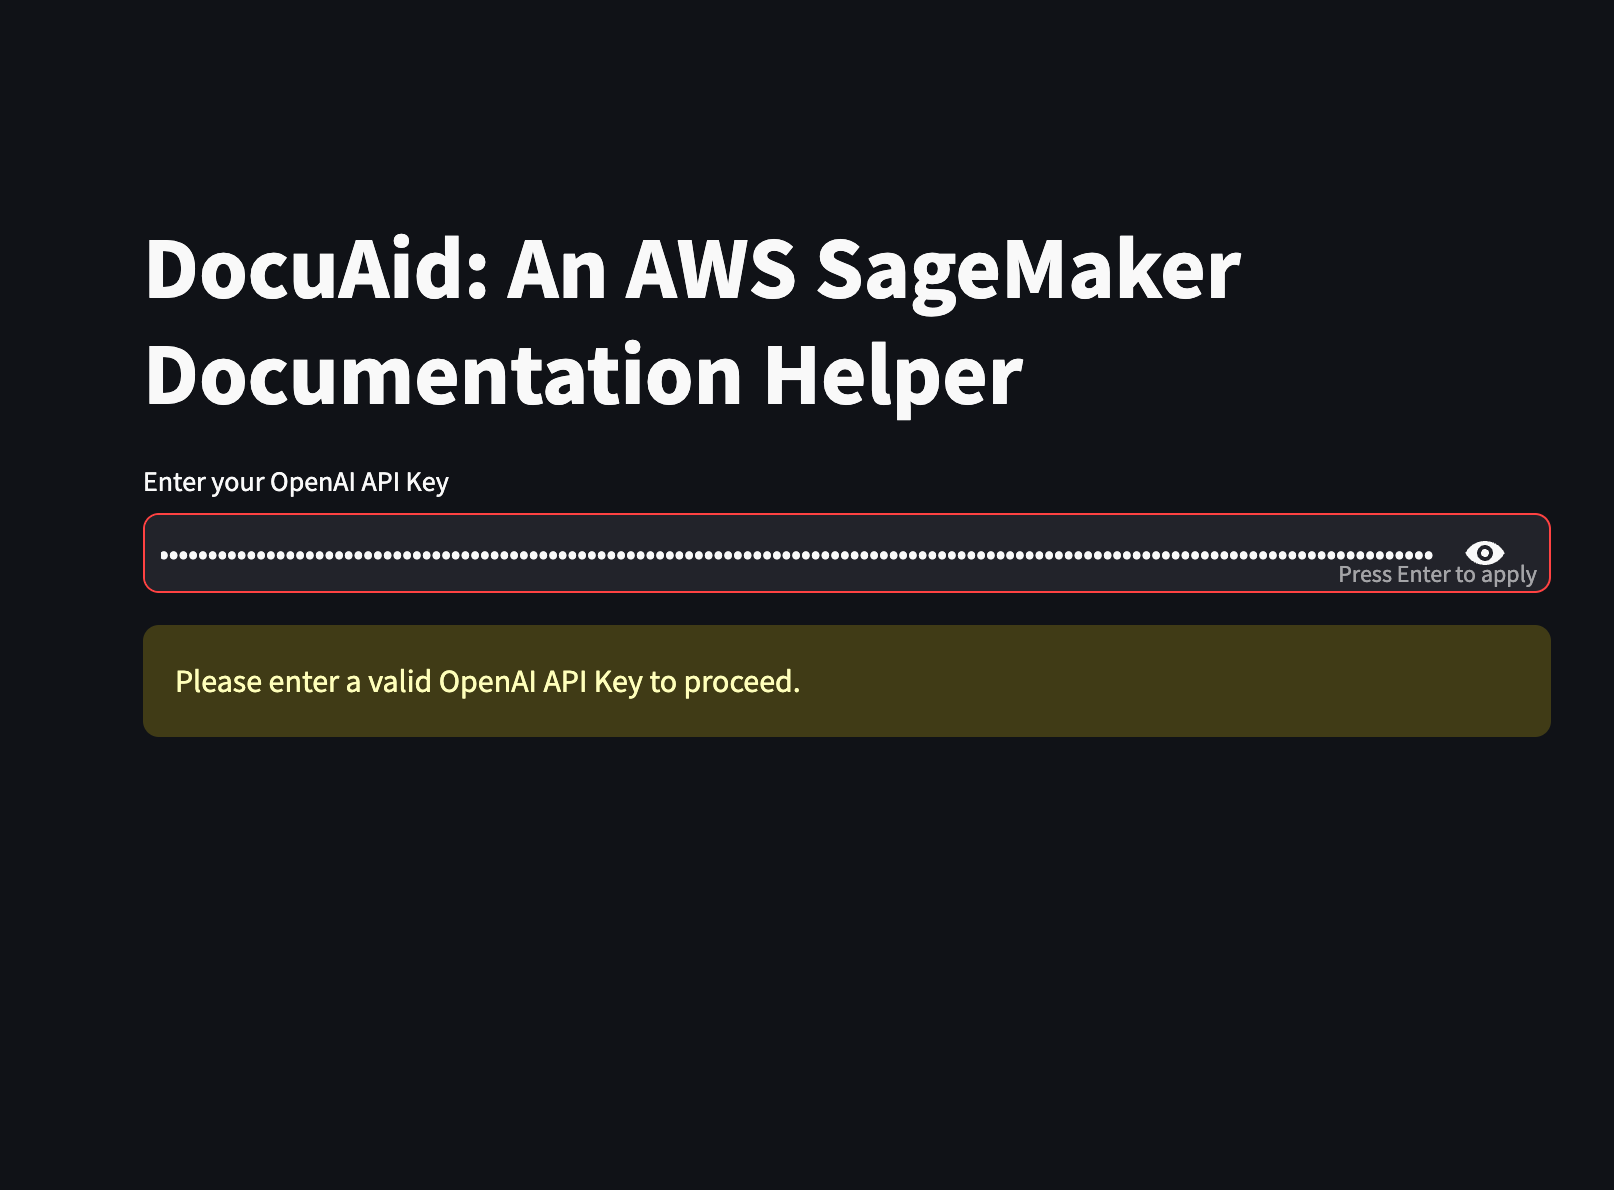 DocuAid: An AWS SageMaker
Documentation Helper
Enter your OpenAI API Key
Press Enter to apply
Please enter a valid OpenAI API Key to proceed.